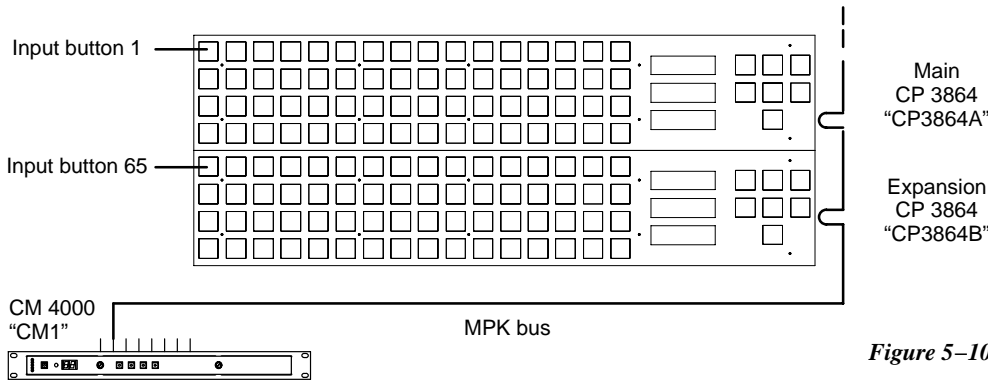 Input button 1
Main
CP 3864
“CP3864A”
Input button 65
Expansion
CP 3864
“CP3864B”
CM 4000
“CM1”
MPK bus
Figure 5–10